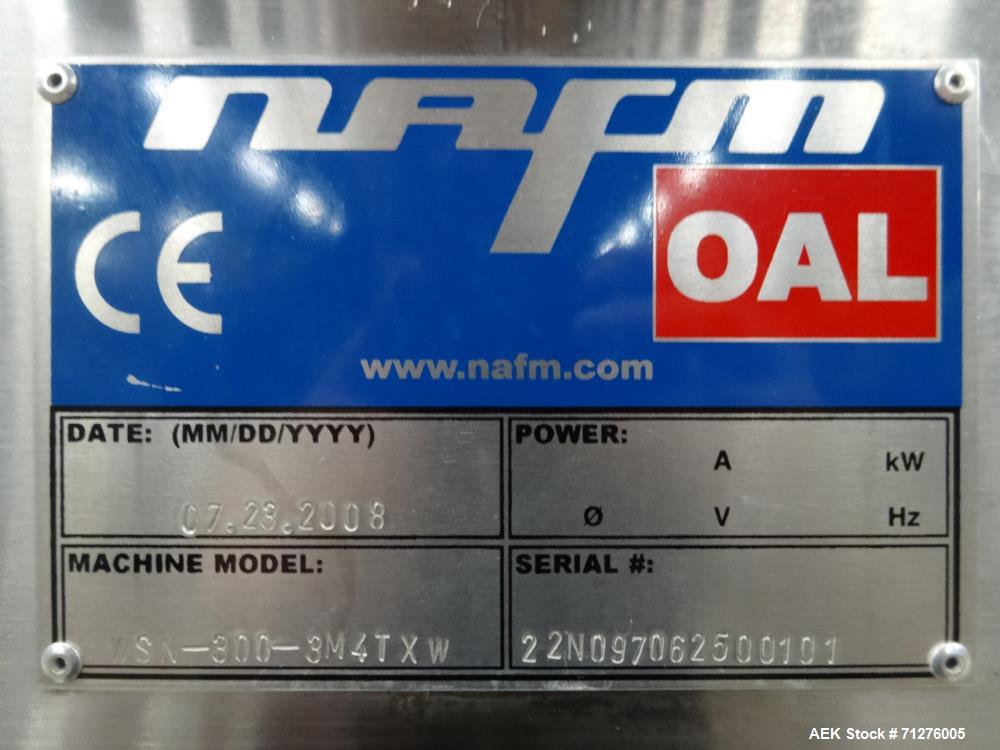 nafm
CE
OAL
www.nafm.com
DATE: (MM/DD/YYYY)
07.23.2008
POWER:
A kW
Ø V Hz
MACHINE MODEL:
WSN-300-3M4TXW
SERIAL #:
22N097062500101
AEK Stock # 71276005